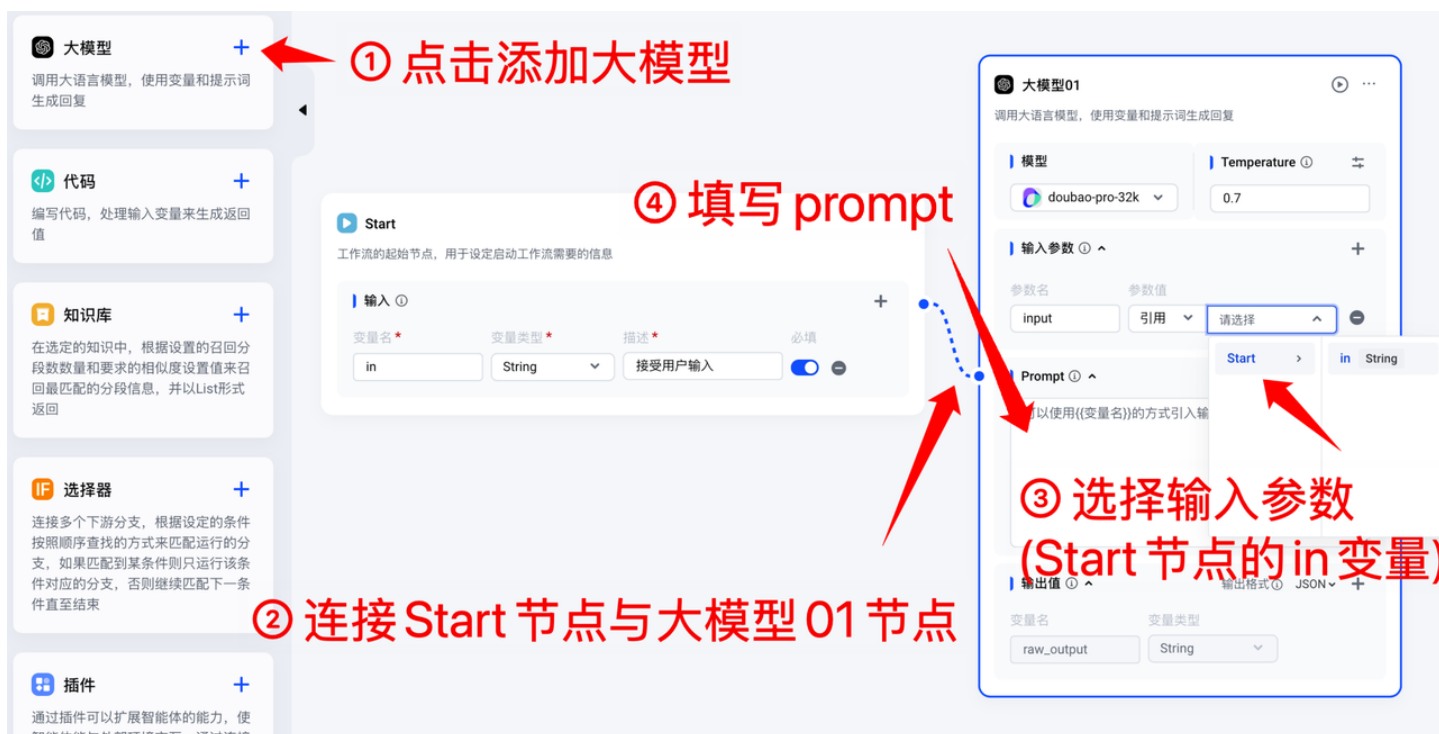 大模型
调用大语言模型，使用变量和提示词
生成回复
代码
编写代码，处理输入变量来生成返回
值
知识库
在选定的知识中，根据设置的召回分
段数数量和要求的相似度设置值来召
回最匹配的分段信息，并以List形式
返回
IF 选择器
连接多个下游分支，根据设定的条件
按照顺序查找的方式来匹配运行的分
支，如果匹配到某条件则只运行该条
件对应的分支，否则继续匹配下一条
件直至结束
插件
通过插件可以扩展智能体的能力，使
① 点击添加大模型
Start
工作流的起始节点，用于设定启动工作流需要的信息
输入
变量名* 变量类型* 描述* 必填
in String 接受用户输入
② 连接 Start 节点与大模型 01 节点
④ 填写 prompt
大模型01
调用大语言模型，使用变量和提示词生成回复
模型 Temperature
doubao-pro-32k 0.7
输入参数
参数名 参数值
input 引用 请选择
Start in String
Prompt
可以使用{{变量名}}的方式引入输
③ 选择输入参数
(Start 节点的 in 变量)
输出值 输出格式 JSON
变量名 变量类型
raw_output String